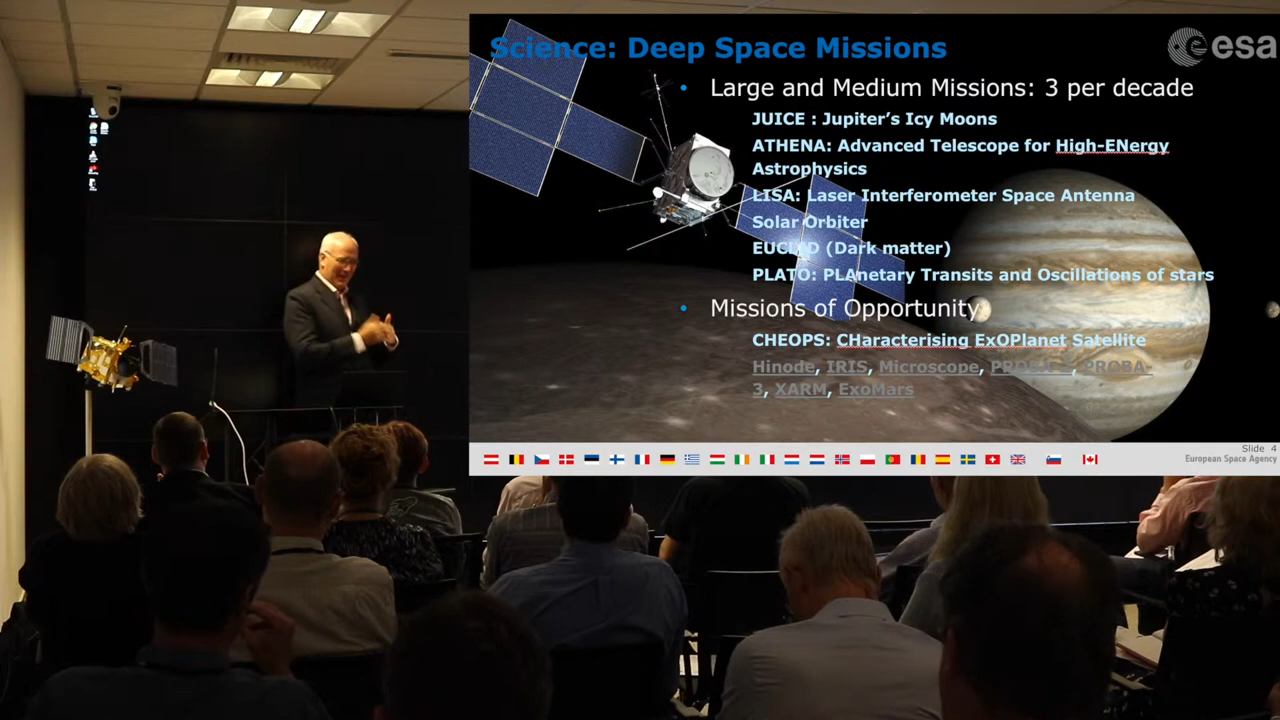 Science: Deep Space Missions
esa
• Large and Medium Missions: 3 per decade
JUICE : Jupiter's Icy Moons
ATHENA: Advanced Telescope for High-ENergy
Astrophysics
LISA: Laser Interferometer Space Antenna
Solar Orbiter
EUCLID (Dark matter)
PLATO: PLAnetary Transits and Oscillations of stars
• Missions of Opportunity
CHEOPS: CHaracterising ExOPlanet Satellite
Hinode, IRIS, Microscope, PROBA-2, PROBA-
3, XARM, ExoMars
Slide 4
European Space Agency